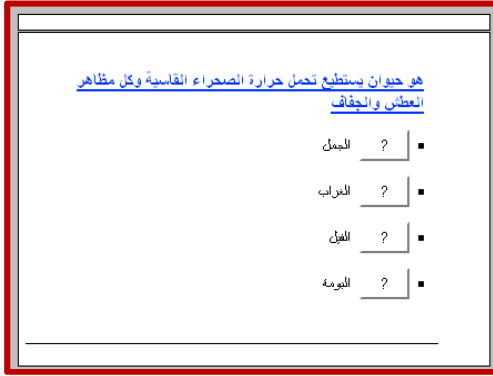 هو حيوان يستطيع تحمل حرارة الصحراء القاسية وكل مظاهر
العطش والجفاف
▪ ? الجمل
▪ ? الغراب
▪ ? الفيل
▪ ? البومة